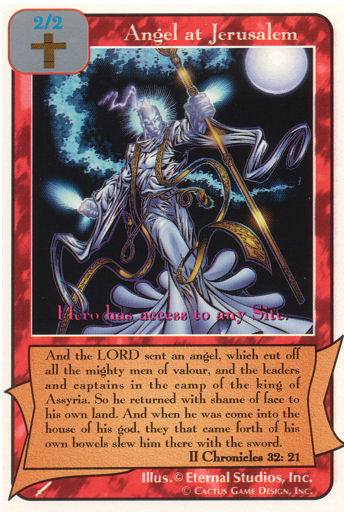 2/2
Angel at Jerusalem
Hero has access to any Site.
And the LORD sent an angel, which cut off
all the mighty men of valour, and the leaders
and captains in the camp of the king of
Assyria. So he returned with shame of face to
his own land. And when he was come into the
house of his god, they that came forth of his
own bowels slew him there with the sword.
II Chronicles 32: 21
Illus.© Eternal Studios, Inc.
© Cactus Game Design, Inc.